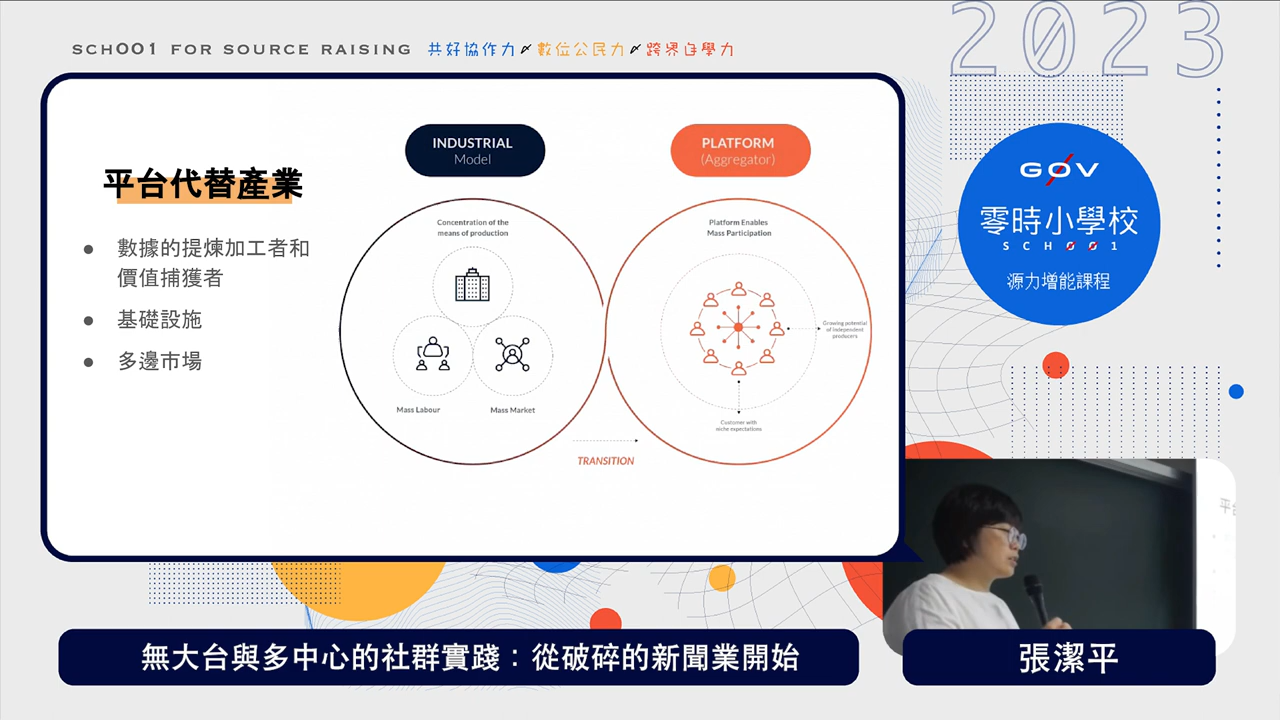 SCH001 FOR SOURCE RAISING 共好協作力 數位公民力 跨界自學力
2023
平台代替產業
● 數據的提煉加工者和
價值捕獲者
● 基礎設施
● 多邊市場
INDUSTRIAL
Model
Concentration of the
means of production
Mass Labour
Mass Market
TRANSITION
PLATFORM
(Aggregator)
Platform Enables
Mass Participation
Growing potential
of independent
producers
Customer with
niche expectations
G0V
零時小學校
SCH001
源力增能課程
平台
無大台與多中心的社群實踐：從破碎的新聞業開始
張潔平